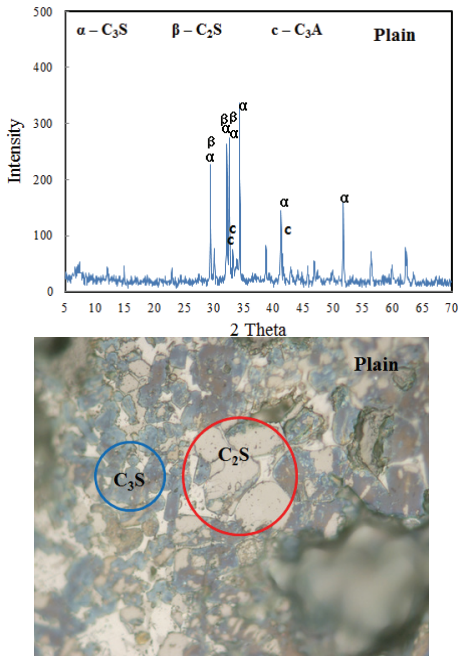 500
α – C₃S β – C₂S c – C₃A Plain
400
α
β β
300
α α
β
α
200
α α
c c
c
100
0
Intensity
5 10 15 20 25 30 35 40 45 50 55 60 65 70
2 Theta
Plain
C₂S
C₃S